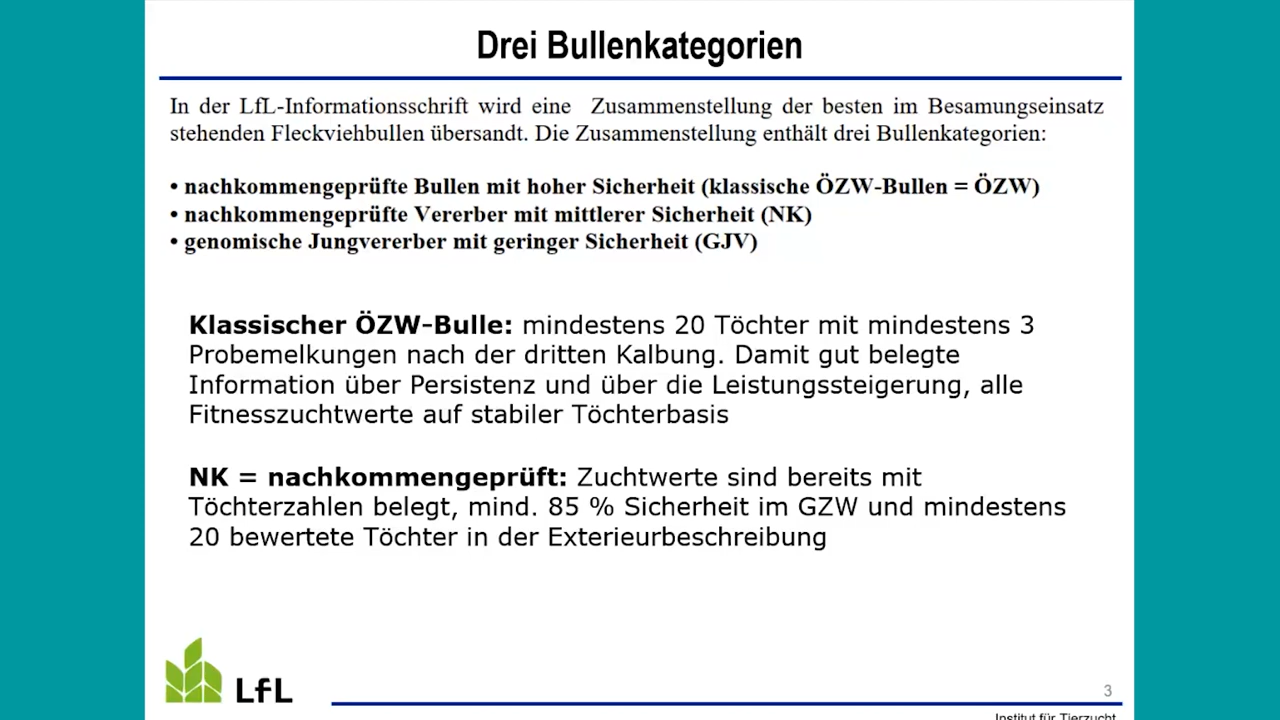 Drei Bullenkategorien
In der LfL-Informationsschrift wird eine Zusammenstellung der besten im Besamungseinsatz
stehenden Fleckviehbullen übersandt. Die Zusammenstellung enthält drei Bullenkategorien:
• nachkommengeprüfte Bullen mit hoher Sicherheit (klassische ÖZW-Bullen = ÖZW)
• nachkommengeprüfte Vererber mit mittlerer Sicherheit (NK)
• genomische Jungvererber mit geringer Sicherheit (GJV)
Klassischer ÖZW-Bulle: mindestens 20 Töchter mit mindestens 3
Probemelkungen nach der dritten Kalbung. Damit gut belegte
Information über Persistenz und über die Leistungssteigerung, alle
Fitnesszuchtwerte auf stabiler Töchterbasis
NK = nachkommengeprüft: Zuchtwerte sind bereits mit
Töchterzahlen belegt, mind. 85 % Sicherheit im GZW und mindestens
20 bewertete Töchter in der Exterieurbeschreibung
LfL
3
Institut für Tierzucht